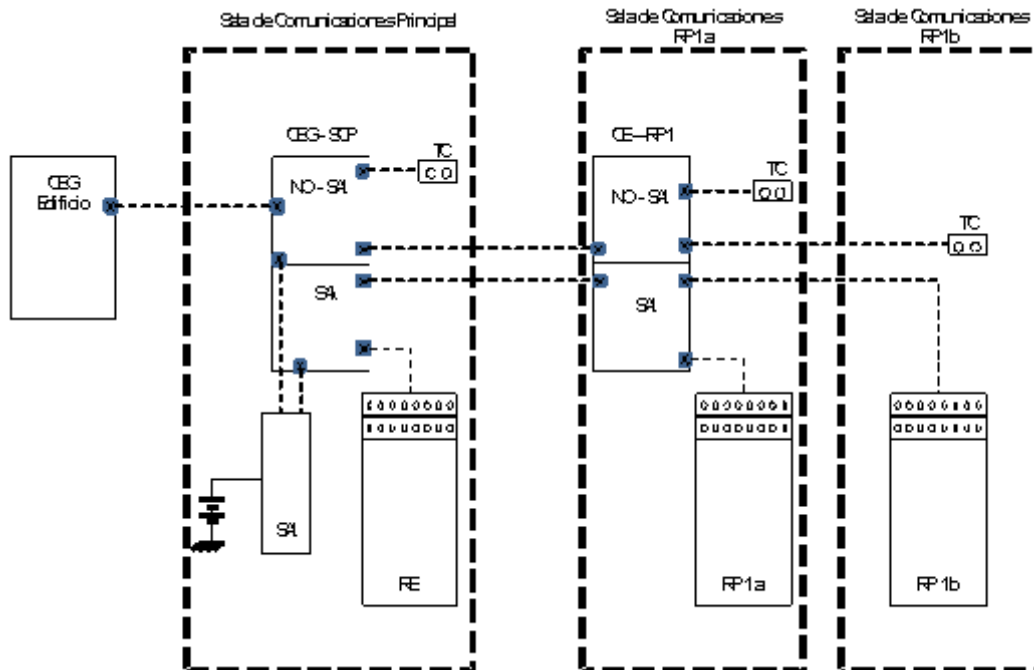 Sala de Comunicaciones Principal
Sala de Comunicaciones
RP1a
Sala de Comunicaciones
RP1b
CEG
Edificio
CEG-SCP
NO-SAI
TC
SAI
SAI
RE
CE-RP1
NO-SAI
TC
SAI
RP1a
TC
RP1b